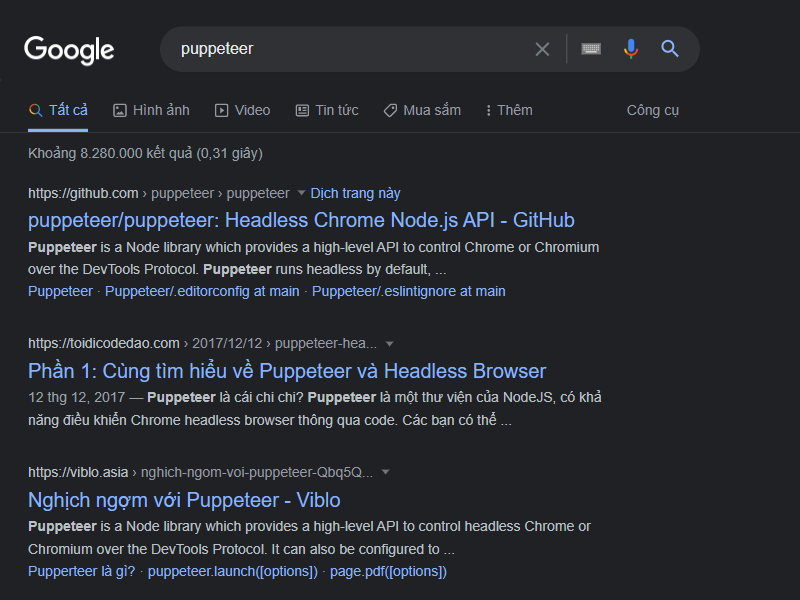 Google
puppeteer
Tất cả Hình ảnh Video Tin tức Mua sắm Thêm Công cụ
Khoảng 8.280.000 kết quả (0,31 giây)
https://github.com › puppeteer › puppeteer Dịch trang này
puppeteer/puppeteer: Headless Chrome Node.js API - GitHub
Puppeteer is a Node library which provides a high-level API to control Chrome or Chromium
over the DevTools Protocol. Puppeteer runs headless by default, ...
Puppeteer · Puppeteer/.editorconfig at main · Puppeteer/.eslintignore at main
https://toidicodedao.com › 2017/12/12 › puppeteer-hea...
Phần 1: Cùng tìm hiểu về Puppeteer và Headless Browser
12 thg 12, 2017 — Puppeteer là cái chi chi? Puppeteer là một thư viện của NodeJS, có khả
năng điều khiển Chrome headless browser thông qua code. Các bạn có thể ...
https://viblo.asia › nghich-ngom-voi-puppeteer-Qbq5Q...
Nghịch ngợm với Puppeteer - Viblo
Puppeteer is a Node library which provides a high-level API to control headless Chrome or
Chromium over the DevTools Protocol. It can also be configured to ...
Pupperteer là gì? · puppeteer.launch([options]) · page.pdf([options])